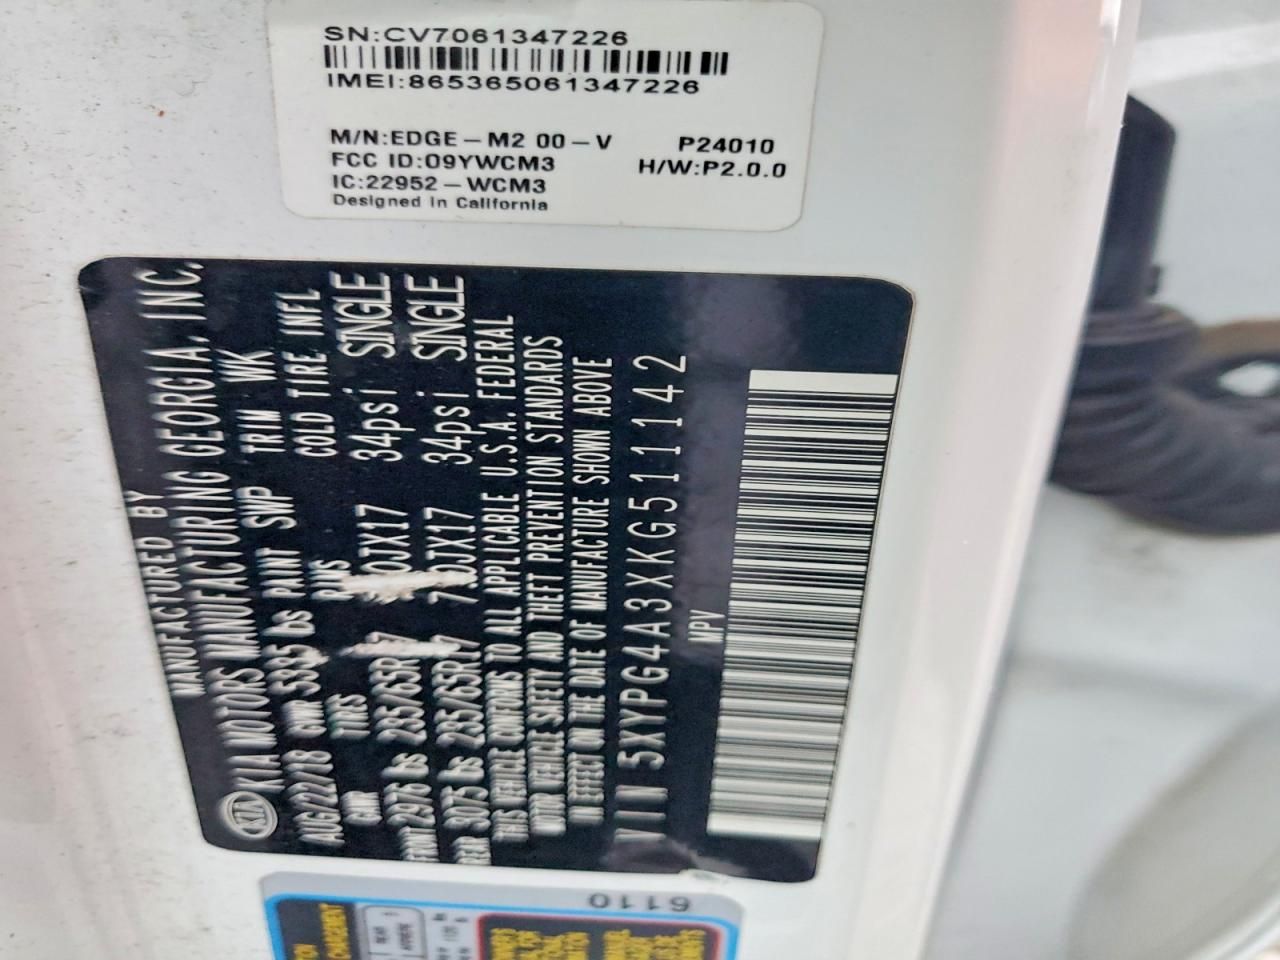 SN:CV7061347226
IMEI:865365061347226
M/N:EDGE-M2 00-V P24010
FCC ID:O9YWCM3 H/W:P2.0.0
IC:22952-WCM3
Designed in California
MANUFACTURED BY
KIA KIA MOTORS MANUFACTURING GEORGIA, INC.
AUG/22/18 GVWR 5335 lbs PAINT SWP TRIM WK
GAWR TIRES RIMS COLD TIRE INFL
FRONT 2976 lbs 235/65R17 JX17 34psi SINGLE
REAR 3075 lbs 235/65R17 7. JX17 34psi SINGLE
THIS VEHICLE CONFORMS TO ALL APPLICABLE U.S.A. FEDERAL
MOTOR VEHICLE SAFETY AND THEFT PREVENTION STANDARDS
IN EFFECT ON THE DATE OF MANUFACTURE SHOWN ABOVE
VIN 5XYPG4A3XKG511142
MPV
6110